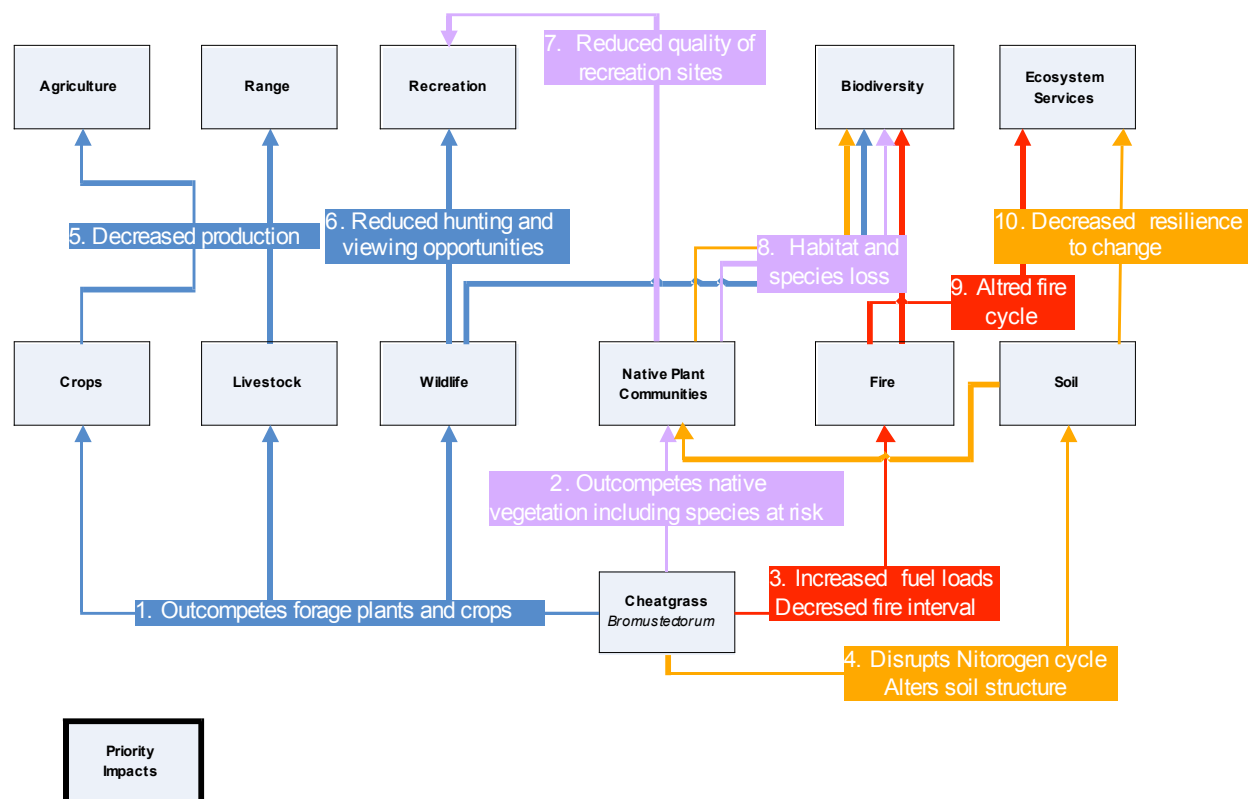 7. Reduced quality of
recreation sites
Agriculture
Range
Recreation
Biodiversity
Ecosystem
Services
5. Decreased production
6. Reduced hunting and
viewing opportunities
8. Habitat and
species loss
10. Decreased resilience
to change
9. Altred fire
cycle
Crops
Livestock
Wildlife
Native Plant
Communities
Fire
Soil
2. Outcompetes native
vegetation including species at risk
1. Outcompetes forage plants and crops
Cheatgrass
Bromustectorum
3. Increased fuel loads
Decresed fire interval
4. Disrupts Nitorogen cycle
Alters soil structure
Priority
Impacts